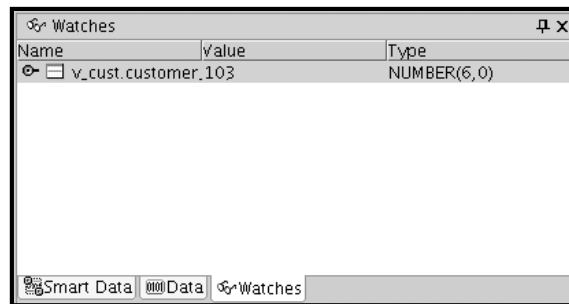 Watches
Name Value Type
v_cust.customer_ 103 NUMBER(6,0)
Smart Data Data Watches